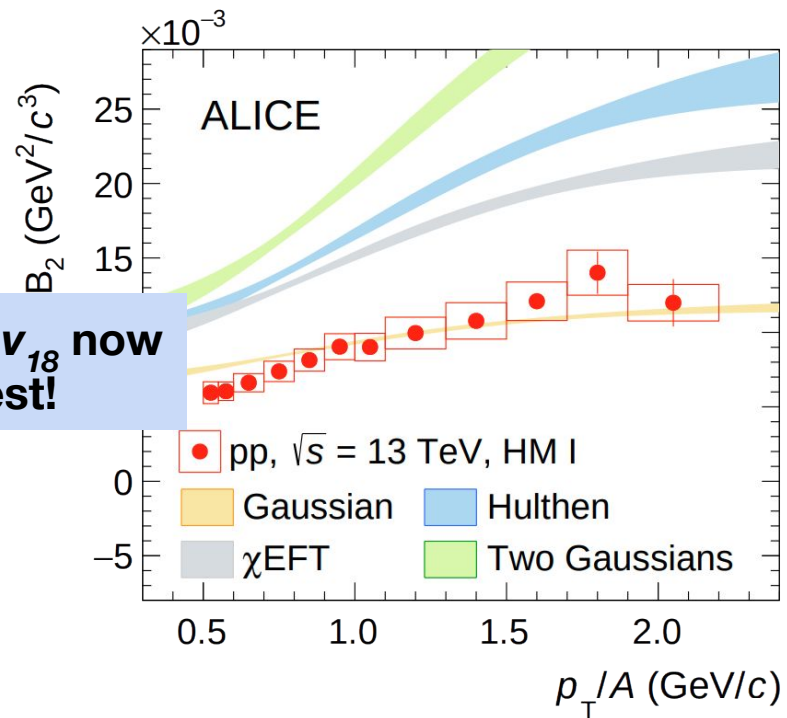 ×10⁻³
ALICE
B₂ (GeV²/c³)
25
20
15
v₁₈ now
est!
0
−5
pp, √s = 13 TeV, HM I
Gaussian
Hulthen
χEFT
Two Gaussians
0.5 1.0 1.5 2.0
p_T/A (GeV/c)